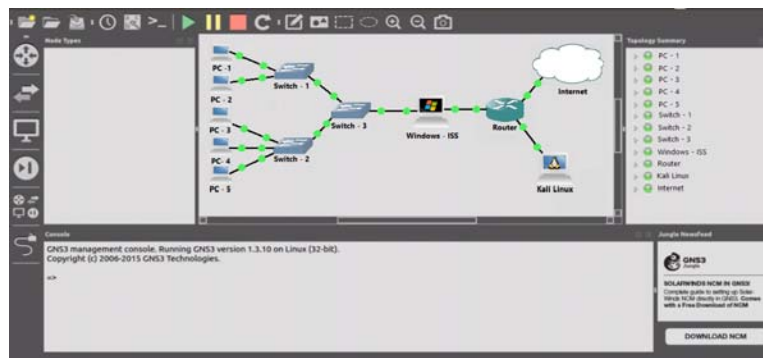 Node Types
PC -1
PC - 2
PC - 3
PC- 4
PC - 5
Switch - 1
Switch - 2
Switch - 3
Windows - ISS
Router
Internet
Kali Linux
Topology Summary
PC - 1
PC - 2
PC - 3
PC - 4
PC - 5
Switch - 1
Switch - 2
Switch - 3
Windows - ISS
Router
Kali Linux
Internet
Console
GNS3 management console. Running GNS3 version 1.3.10 on Linux (32-bit).
Copyright (c) 2006-2015 GNS3 Technologies.
=>
Jungle Newsfeed
GNS3
Jungle
SOLARWINDS NCM IN GNS3!
Complete guide to setting up Solar-
Winds NCM directly in GNS3. Comes
with a Free Download of NCM
DOWNLOAD NCM